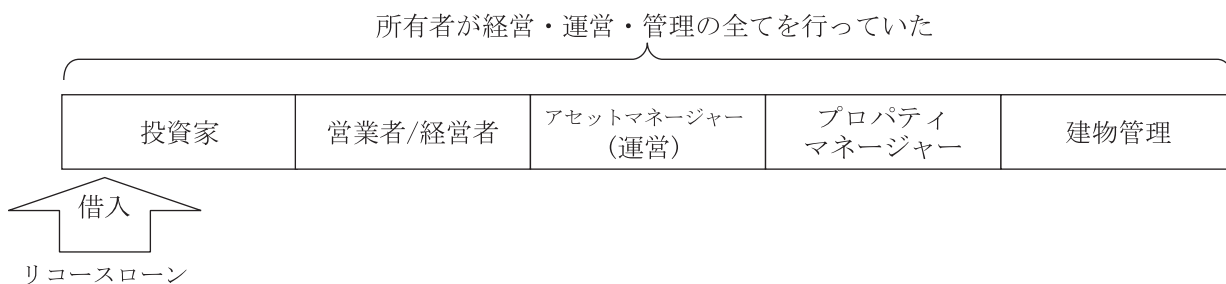 所有者が経営・運営・管理の全てを行っていた
投資家
営業者/経営者
アセットマネージャー
(運営)
プロパティ
マネージャー
建物管理
借入
リコースローン